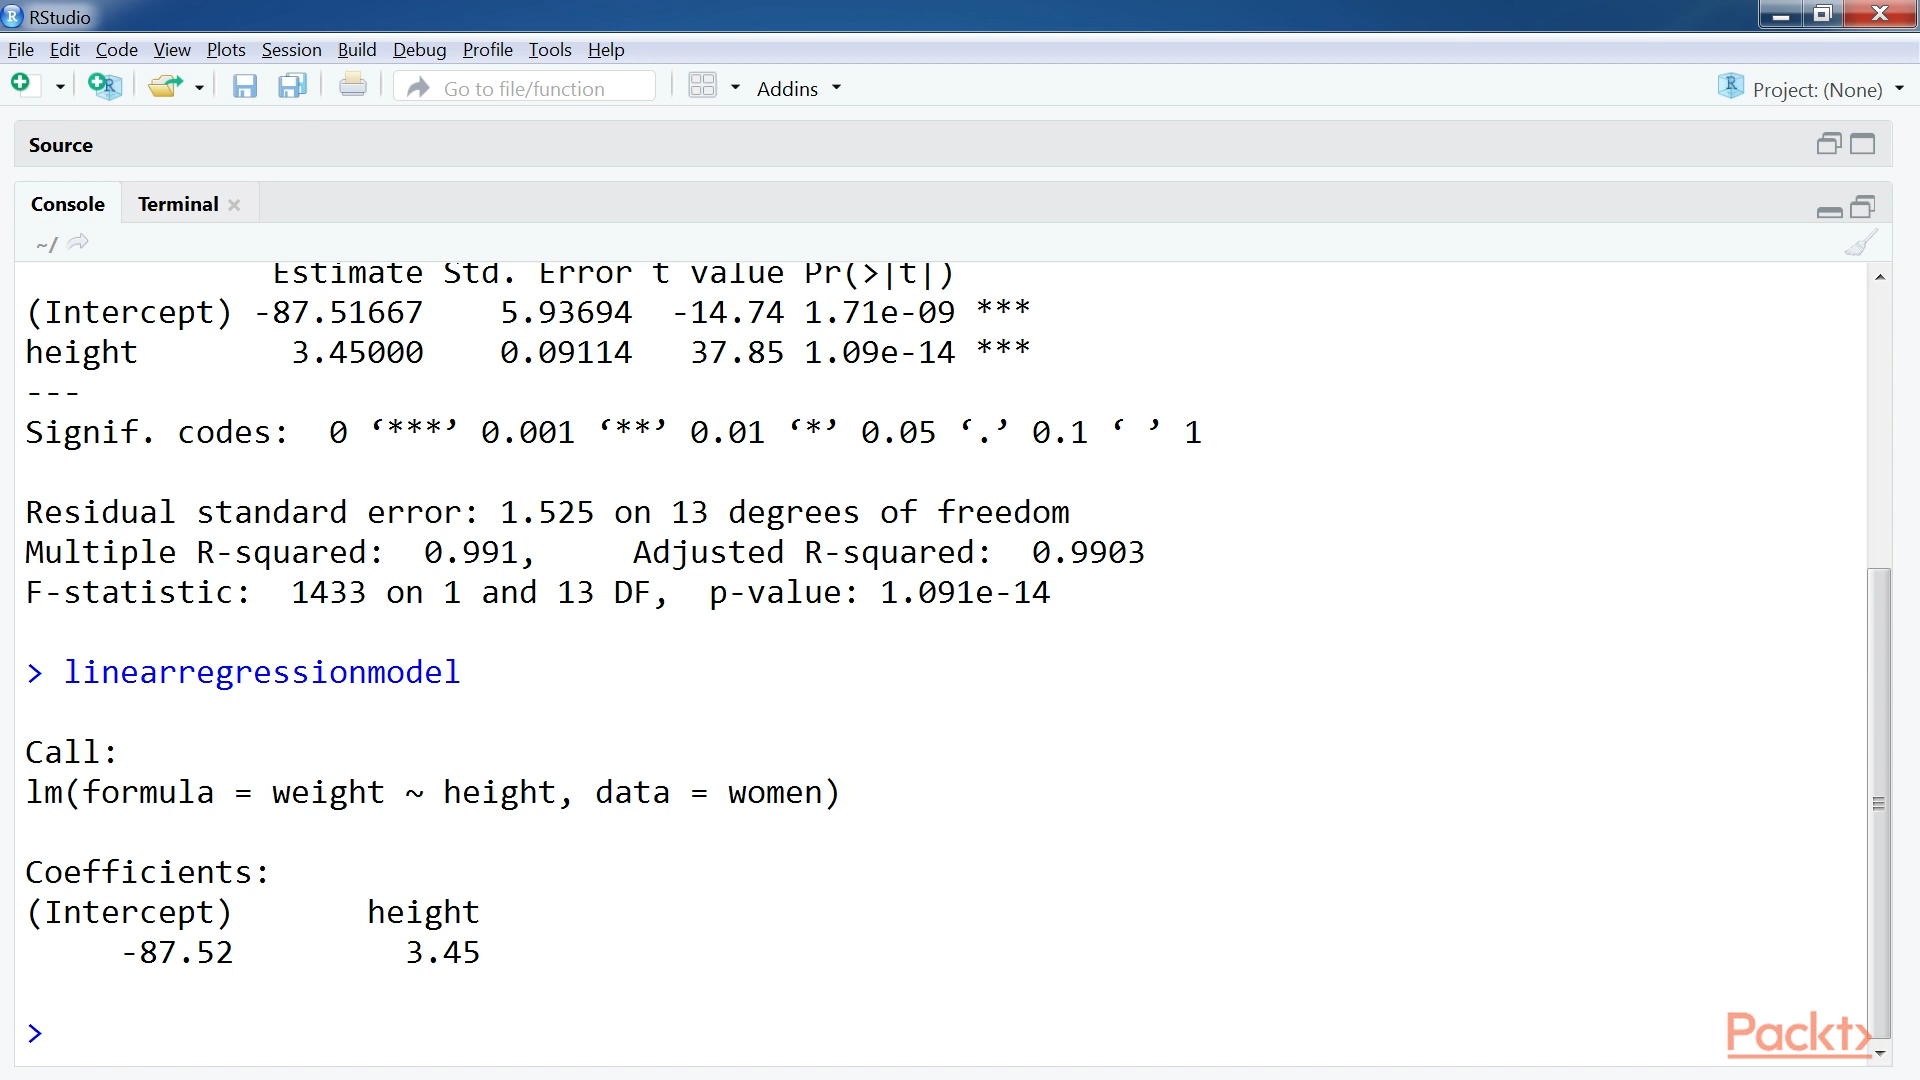 RStudio
File Edit Code View Plots Session Build Debug Profile Tools Help
Go to file/function Addins Project: (None)
Source
Console Terminal
~/
Estimate Std. Error t value Pr(>|t|)
(Intercept) -87.51667 5.93694 -14.74 1.71e-09 ***
height 3.45000 0.09114 37.85 1.09e-14 ***
---
Signif. codes: 0 ‘***’ 0.001 ‘**’ 0.01 ‘*’ 0.05 ‘.’ 0.1 ‘ ’ 1
Residual standard error: 1.525 on 13 degrees of freedom
Multiple R-squared: 0.991, Adjusted R-squared: 0.9903
F-statistic: 1433 on 1 and 13 DF, p-value: 1.091e-14
> linearregressionmodel
Call:
lm(formula = weight ~ height, data = women)
Coefficients:
(Intercept) height
-87.52 3.45
>
Packt>